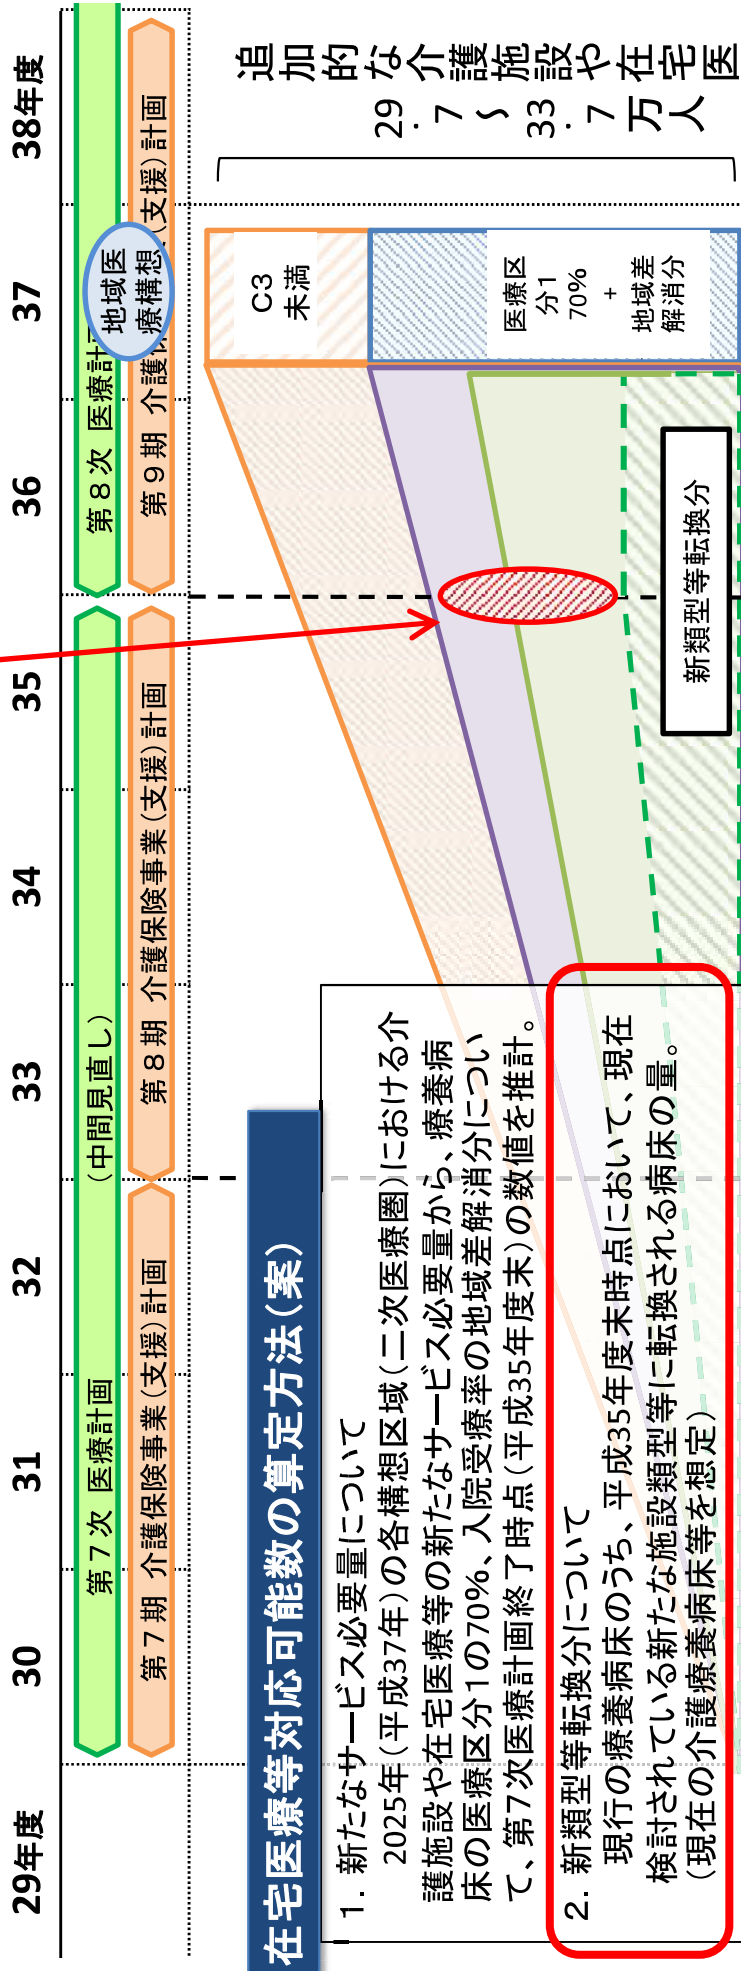 29年度
30
31
32
33
34
35
36
37
38年度
第７次 医療計画
（中間見直し）
第８次 医療計画
第７期 介護保険事業（支援）計画
第８期 介護保険事業（支援）計画
第９期 介護保険 （支援）計画
地域医
療構想
在宅医療等対応可能数の算定方法（案）
１．新たなサービス必要量について
2025年（平成37年）の各構想区域（二次医療圏）における介
護施設や在宅医療等の新たなサービス必要量から、療養病
床の医療区分１の70％、入院受療率の地域差解消分につい
て、第７次医療計画終了時点（平成35年度末）の数値を推計。
２．新類型等転換分について
現行の療養病床のうち、平成35年度末時点において、現在
検討されている新たな施設類型等に転換される病床の量。
（現在の介護療養病床等を想定）
C3
未満
医療区
分1
70%
+
地域差
解消分
新類型等転換分
追加的な介護施設や在宅医
29.7～33.7万人